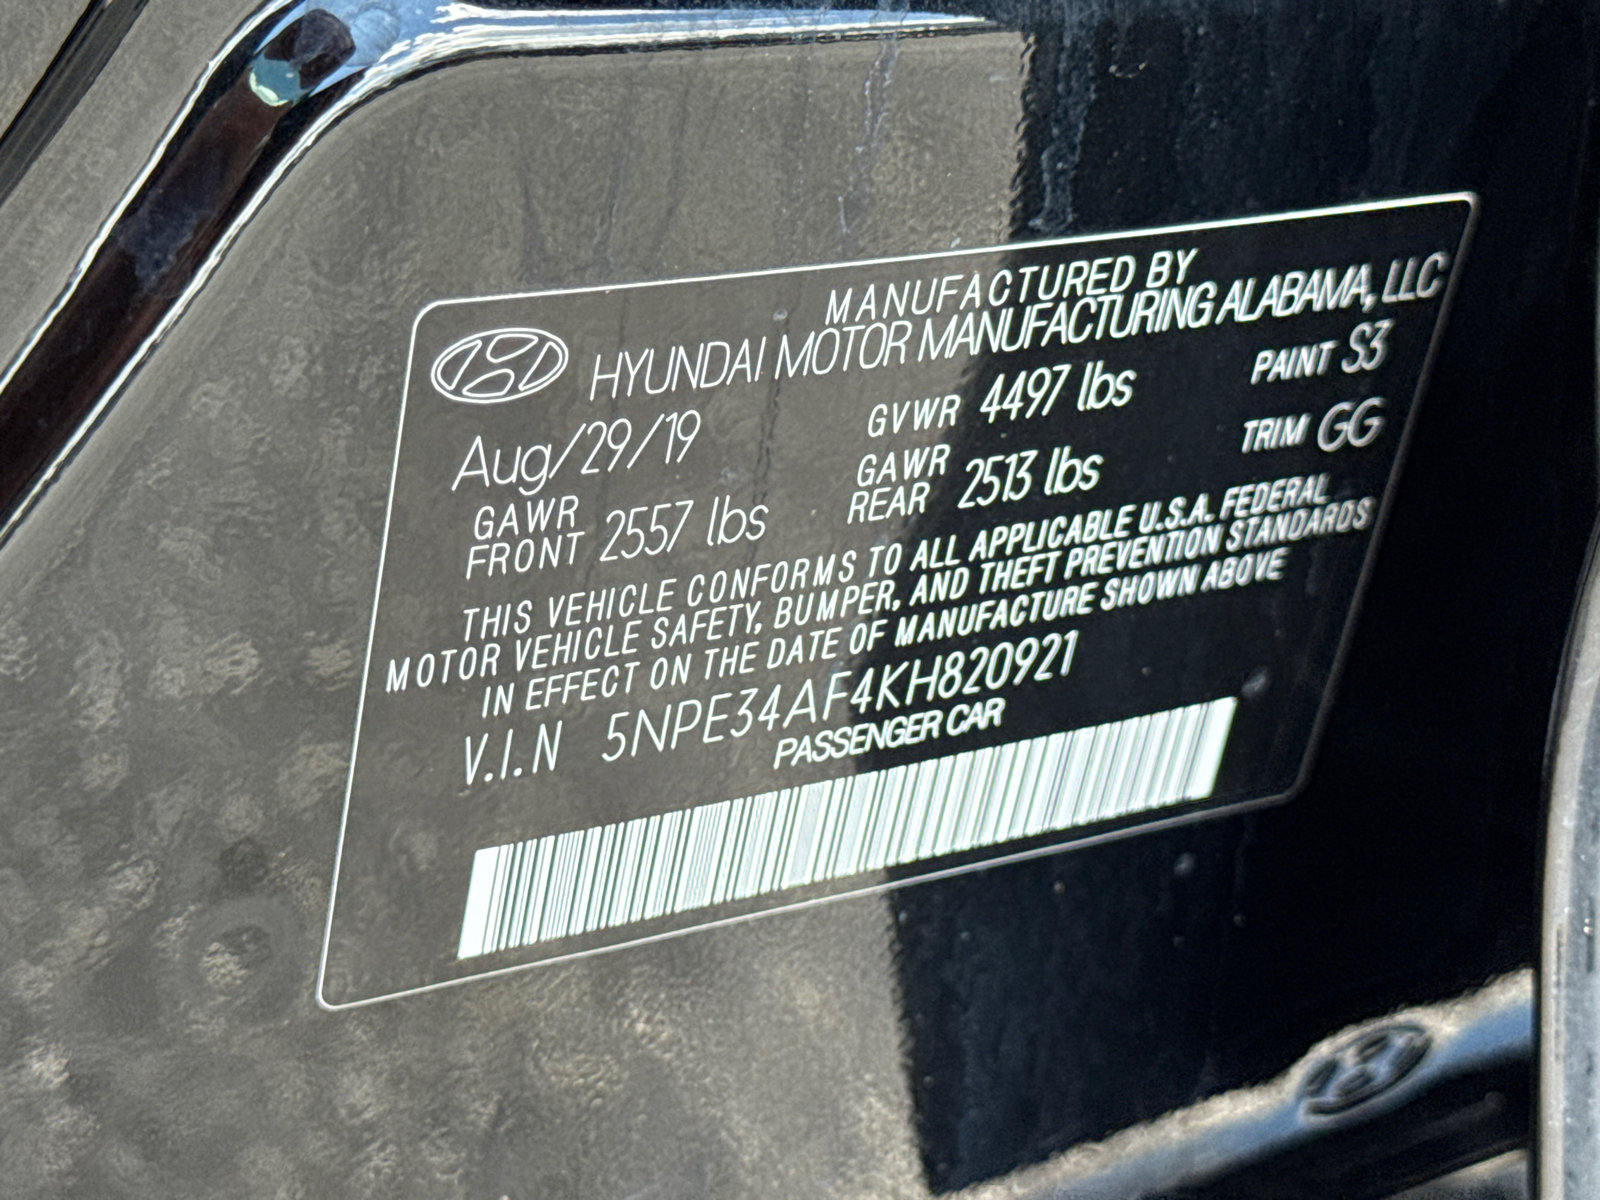 MANUFACTURED BY
HYUNDAI MOTOR MANUFACTURING ALABAMA, LLC
Aug/29/19 GVWR 4497 lbs PAINT S3
GAWR FRONT 2557 lbs GAWR REAR 2513 lbs TRIM GG
THIS VEHICLE CONFORMS TO ALL APPLICABLE U.S.A. FEDERAL
MOTOR VEHICLE SAFETY, BUMPER, AND THEFT PREVENTION STANDARDS
IN EFFECT ON THE DATE OF MANUFACTURE SHOWN ABOVE
V.I.N 5NPE34AF4KH820921
PASSENGER CAR